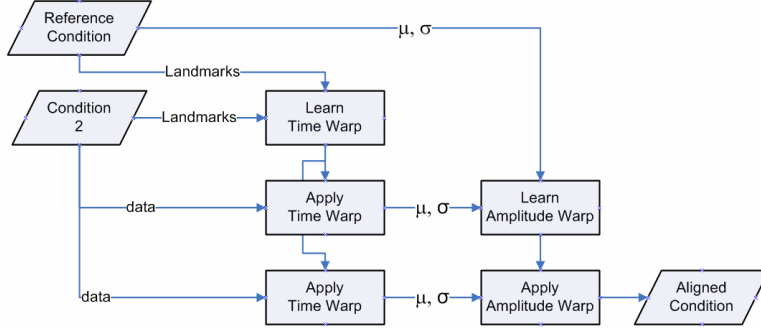 Reference
Condition
μ, σ
Landmarks
Condition
2
Landmarks
Learn
Time Warp
data
Apply
Time Warp
μ, σ
Learn
Amplitude Warp
data
Apply
Time Warp
μ, σ
Apply
Amplitude Warp
Aligned
Condition